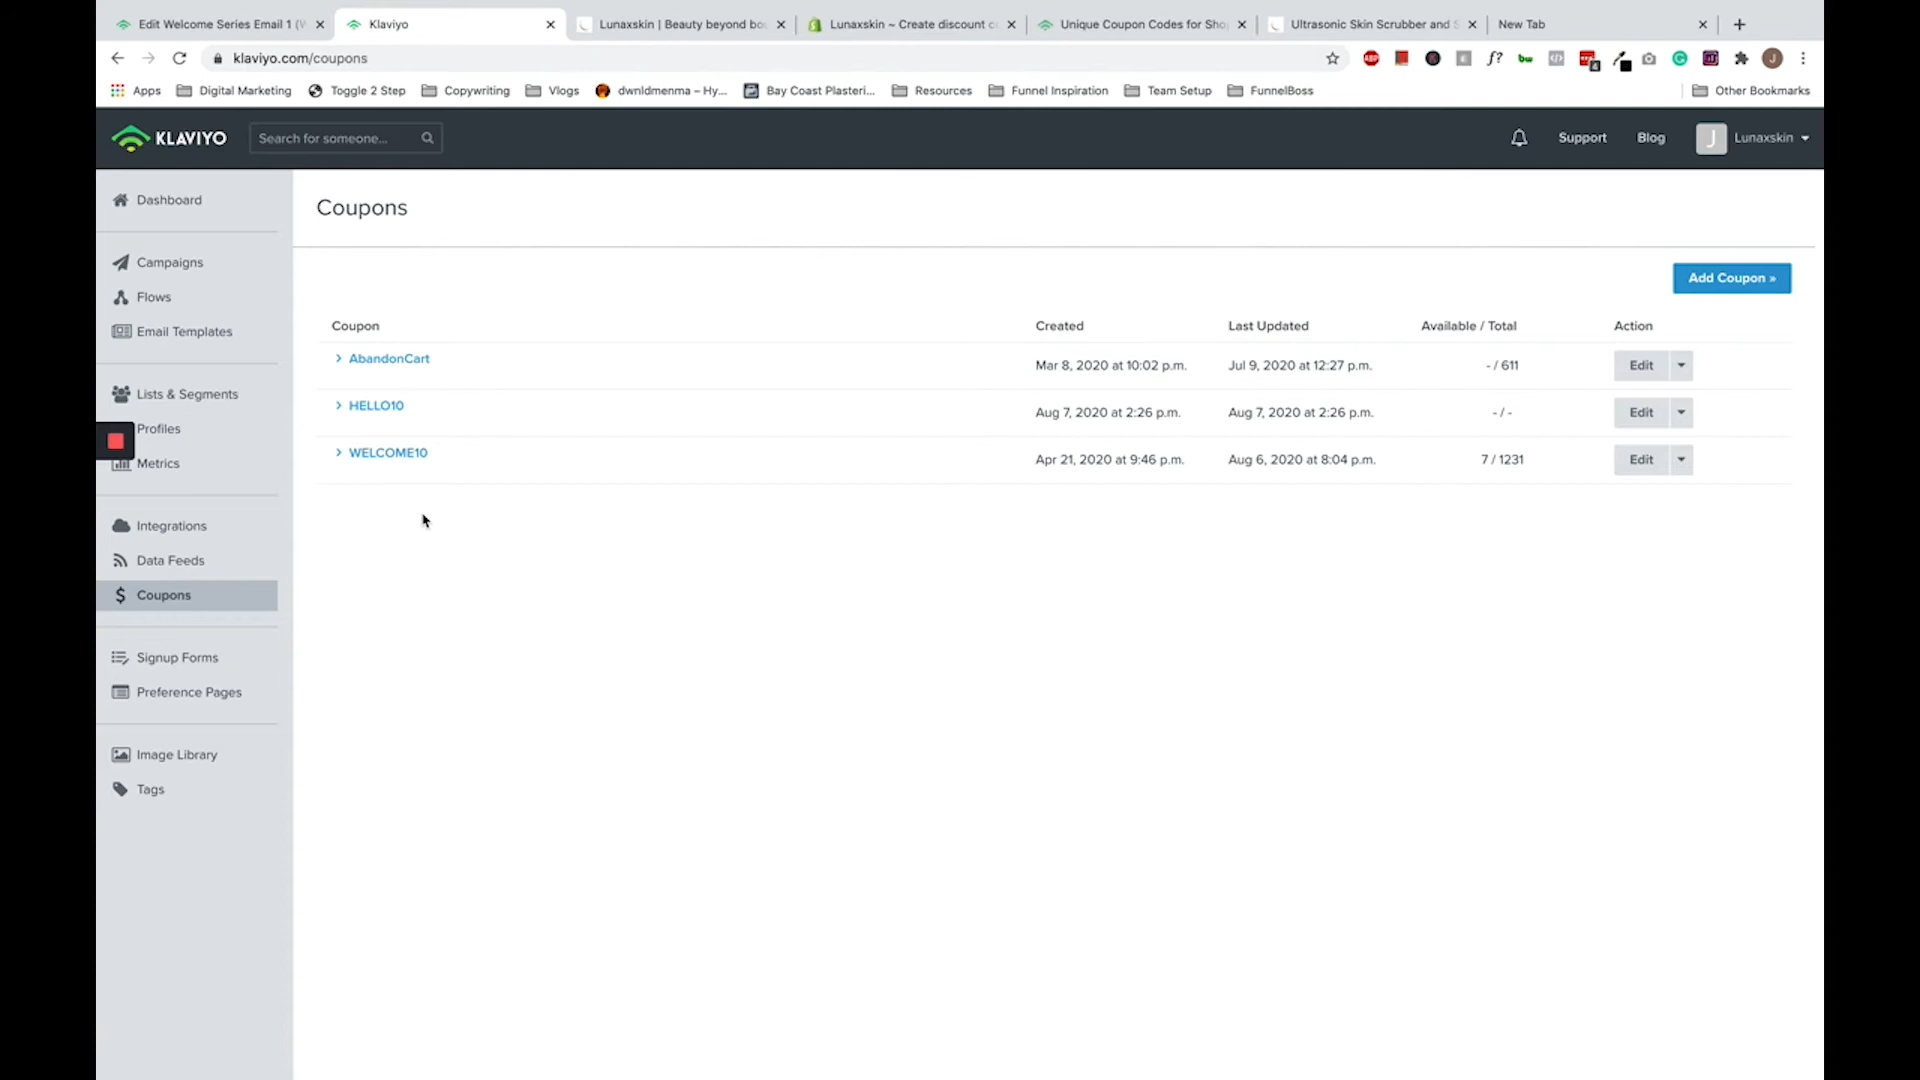 Edit Welcome Series Email 1 (W
Klaviyo
Lunaxskin | Beauty beyond bo
Lunaxskin ~ Create discount c
Unique Coupon Codes for Sho
Ultrasonic Skin Scrubber and S
New Tab
klaviyo.com/coupons
ABP
f?
bw
Apps
Digital Marketing
Toggle 2 Step
Copywriting
Vlogs
dwnldmenma – Hy...
Bay Coast Plasteri...
Resources
Funnel Inspiration
Team Setup
FunnelBoss
Other Bookmarks
KLAVIYO
Search for someone...
Support
Blog
J
Lunaxskin
Dashboard
Campaigns
Flows
Email Templates
Lists & Segments
Profiles
Metrics
Integrations
Data Feeds
Coupons
Signup Forms
Preference Pages
Image Library
Tags
Coupons
Add Coupon »
Coupon Created Last Updated Available / Total Action
AbandonCart Mar 8, 2020 at 10:02 p.m. Jul 9, 2020 at 12:27 p.m. - / 611 Edit
HELLO10 Aug 7, 2020 at 2:26 p.m. Aug 7, 2020 at 2:26 p.m. - / - Edit
WELCOME10 Apr 21, 2020 at 9:46 p.m. Aug 6, 2020 at 8:04 p.m. 7 / 1231 Edit